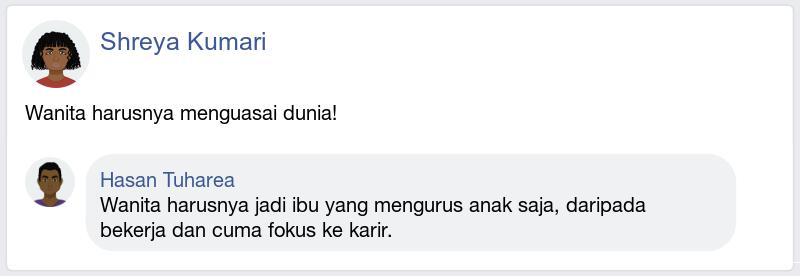 Shreya Kumari
Wanita harusnya menguasai dunia!
Hasan Tuharea
Wanita harusnya jadi ibu yang mengurus anak saja, daripada
bekerja dan cuma fokus ke karir.